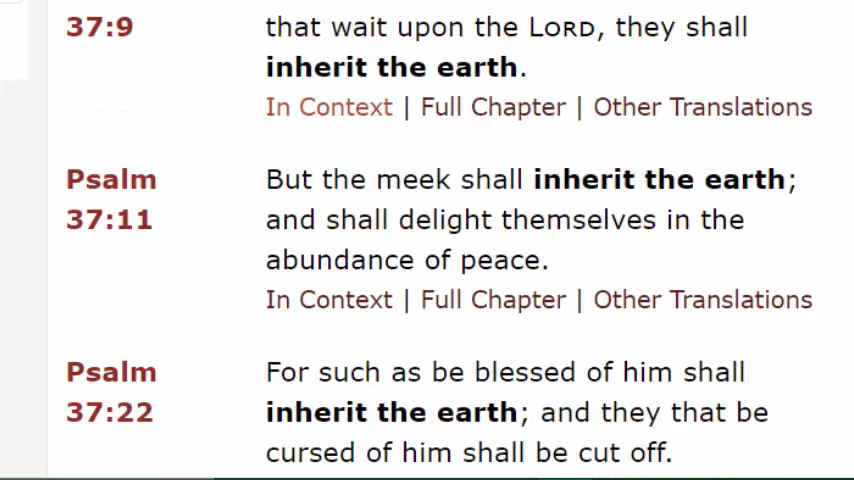 37:9 that wait upon the LORD, they shall
inherit the earth.
In Context | Full Chapter | Other Translations
Psalm But the meek shall inherit the earth;
37:11 and shall delight themselves in the
abundance of peace.
In Context | Full Chapter | Other Translations
Psalm For such as be blessed of him shall
37:22 inherit the earth; and they that be
cursed of him shall be cut off.